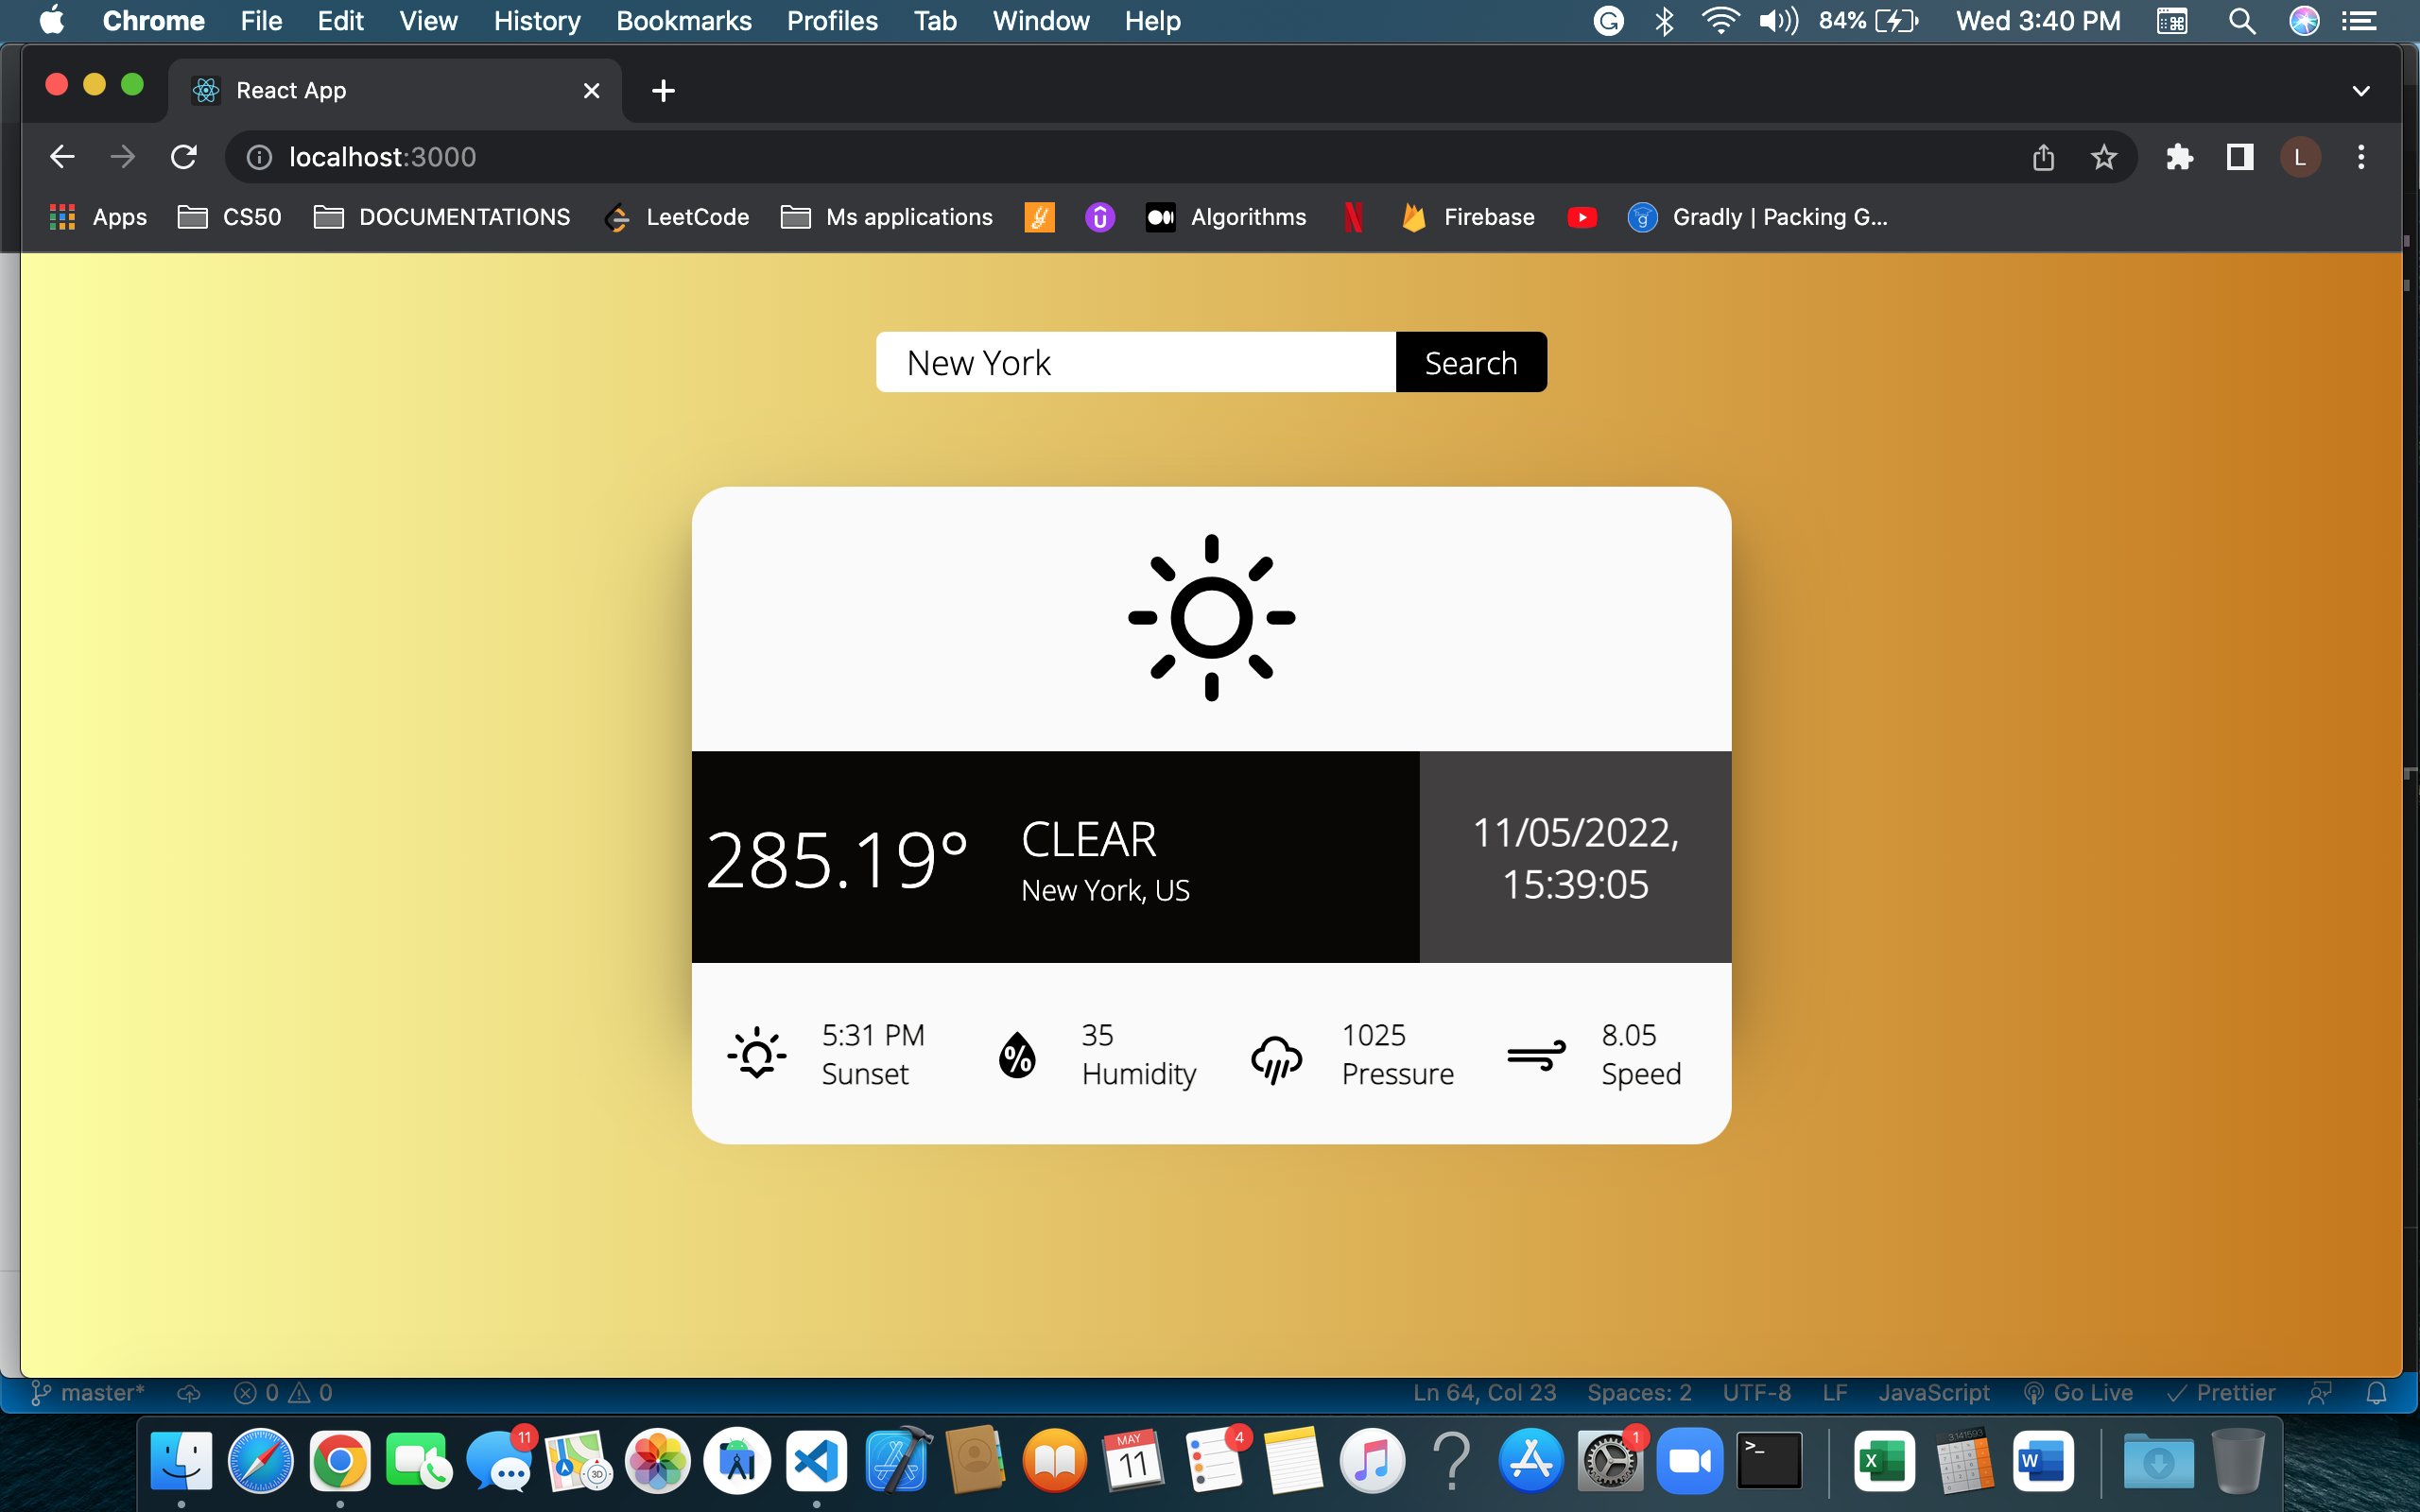 Chrome File Edit View History Bookmarks Profiles Tab Window Help 84% Wed 3:40 PM
React App
localhost:3000
L
Apps CS50 DOCUMENTATIONS LeetCode Ms applications Algorithms Firebase Gradly | Packing G...
New York Search
285.19° CLEAR
New York, US
11/05/2022,
15:39:05
5:31 PM
Sunset
35
Humidity
1025
Pressure
8.05
Speed
master* 0 0 Ln 64, Col 23 Spaces: 2 UTF-8 LF JavaScript Go Live Prettier
11
3D
MAY
11
4
1
>_
X
3.141593
W